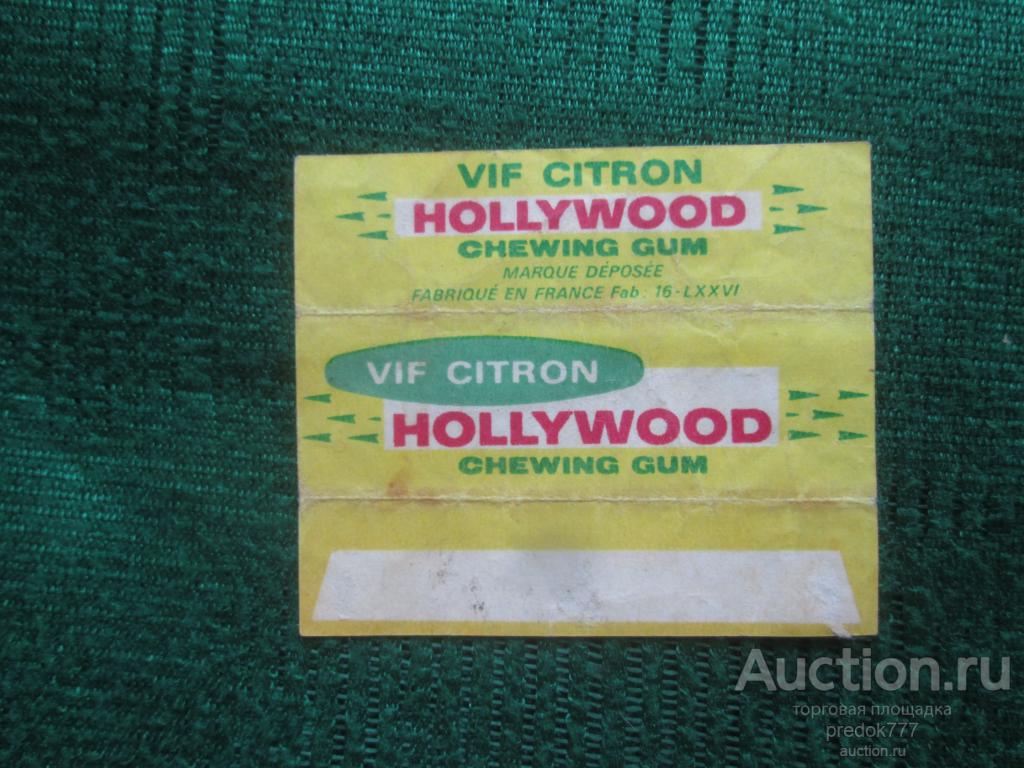 VIF CITRON
HOLLYWOOD
CHEWING GUM
MARQUE DÉPOSÉE
FABRIQUÉ EN FRANCE Fab : 16-LXXVI
VIF CITRON
HOLLYWOOD
CHEWING GUM
Auction.ru
торговая площадка
predok777
auction.ru